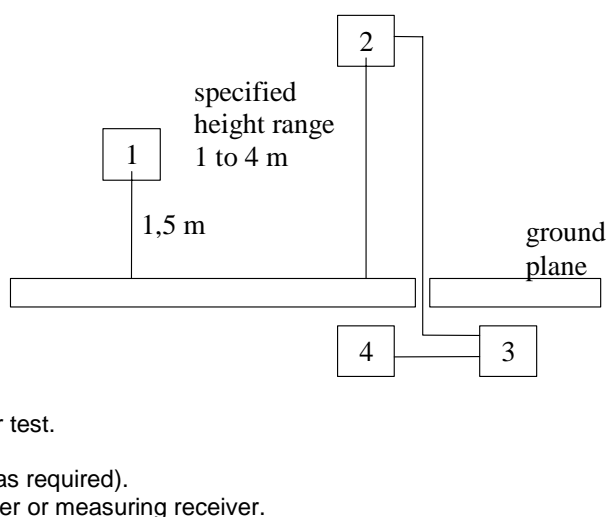 2
specified
height range
1 to 4 m
1
1,5 m
ground
plane
4
3
test.
as required).
er or measuring receiver.